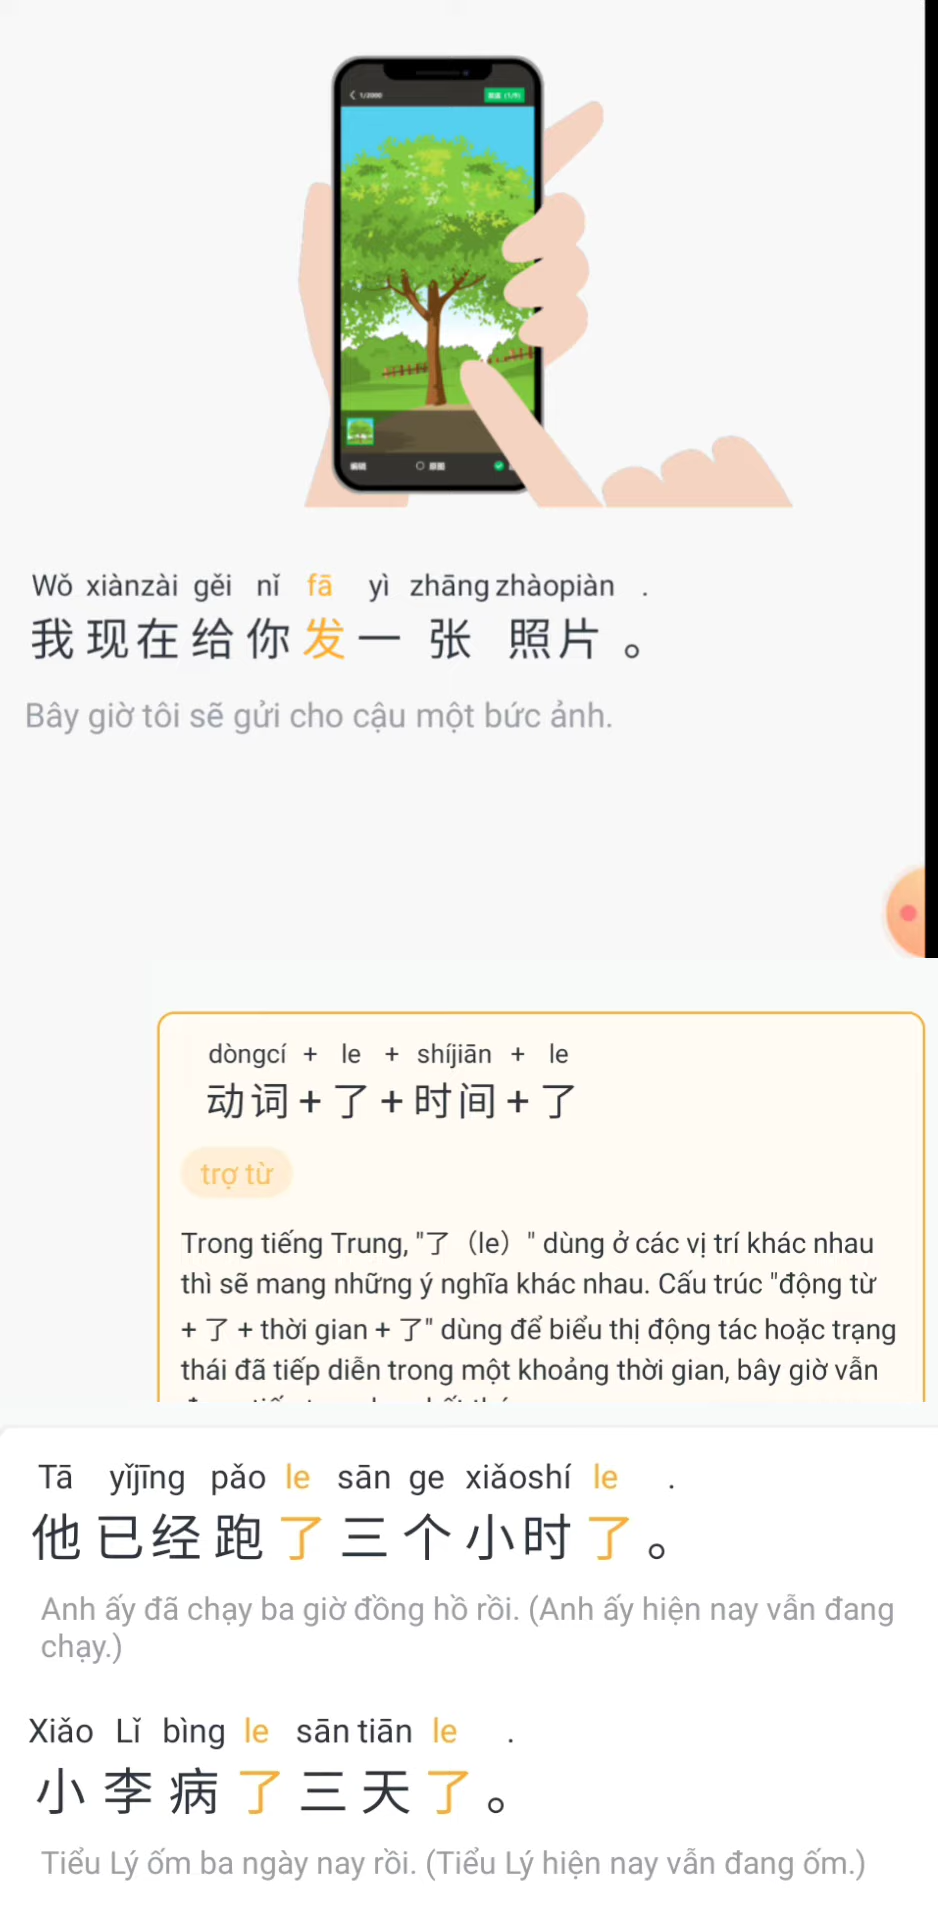 1/2000
Wǒ xiànzài gěi nǐ fā yì zhāng zhàopiàn .
我现在给你发一张照片。
Bây giờ tôi sẽ gửi cho cậu một bức ảnh.
dòngcí + le + shíjiān + le
动词+了+时间+了
trợ từ
Trong tiếng Trung, "了（le）" dùng ở các vị trí khác nhau
thì sẽ mang những ý nghĩa khác nhau. Cấu trúc "động từ
+ 了 + thời gian + 了" dùng để biểu thị động tác hoặc trạng
thái đã tiếp diễn trong một khoảng thời gian, bây giờ vẫn
Tā yǐjīng pǎo le sān ge xiǎoshí le .
他已经跑了三个小时了。
Anh ấy đã chạy ba giờ đồng hồ rồi. (Anh ấy hiện nay vẫn đang
chạy.)
Xiǎo Lǐ bìng le sān tiān le .
小李病了三天了。
Tiểu Lý ốm ba ngày nay rồi. (Tiểu Lý hiện nay vẫn đang ốm.)